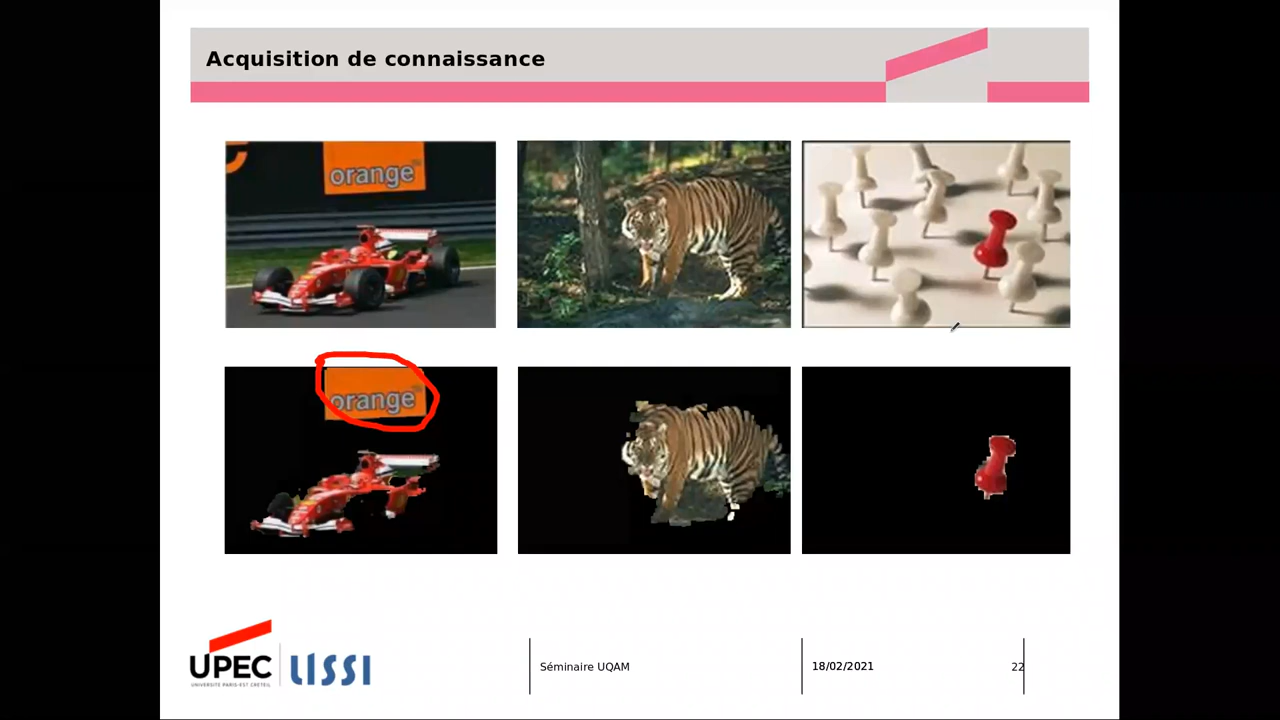 Acquisition de connaissance
orange
orange
UPEC
UNIVERSITÉ PARIS-EST CRÉTEIL
LISSI
Séminaire UQAM
18/02/2021
22